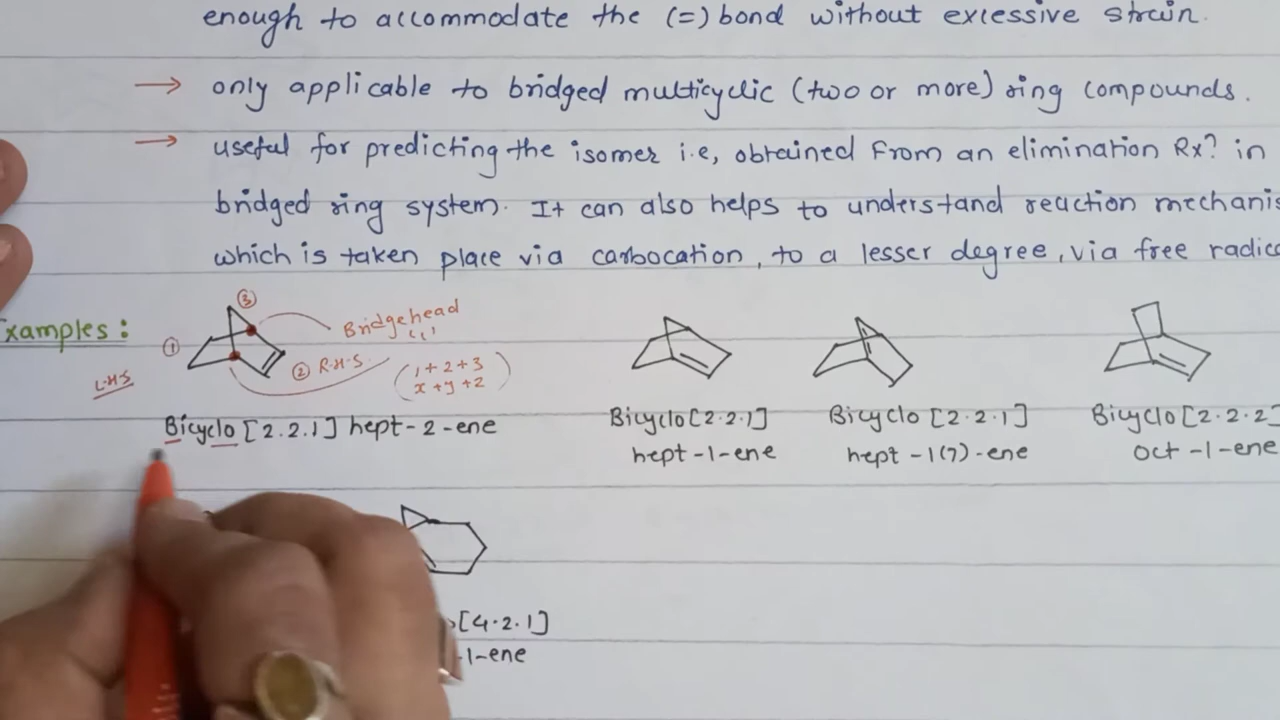 enough to accommodate the (=) bond without excessive strain.
→ only applicable to bridged multicyclic (two or more) ring compounds.
→ useful for predicting the isomer i.e, obtained from an elimination Rx? in
bridged ring system. It can also helps to understand reaction mechanis
which is taken place via carbocation, to a lesser degree, via free radic
xamples:
③
Bridgehead
①
② R.H.S.
(1+2+3
x+y+z)
L.H.S
Bicyclo [2.2.1] hept-2-ene
Bicyclo[2.2.1]
hept-1-ene
Bicyclo [2.2.1]
hept-1(7)-ene
Bicyclo[2.2.2]
oct-1-ene
[4.2.1]
-1-ene